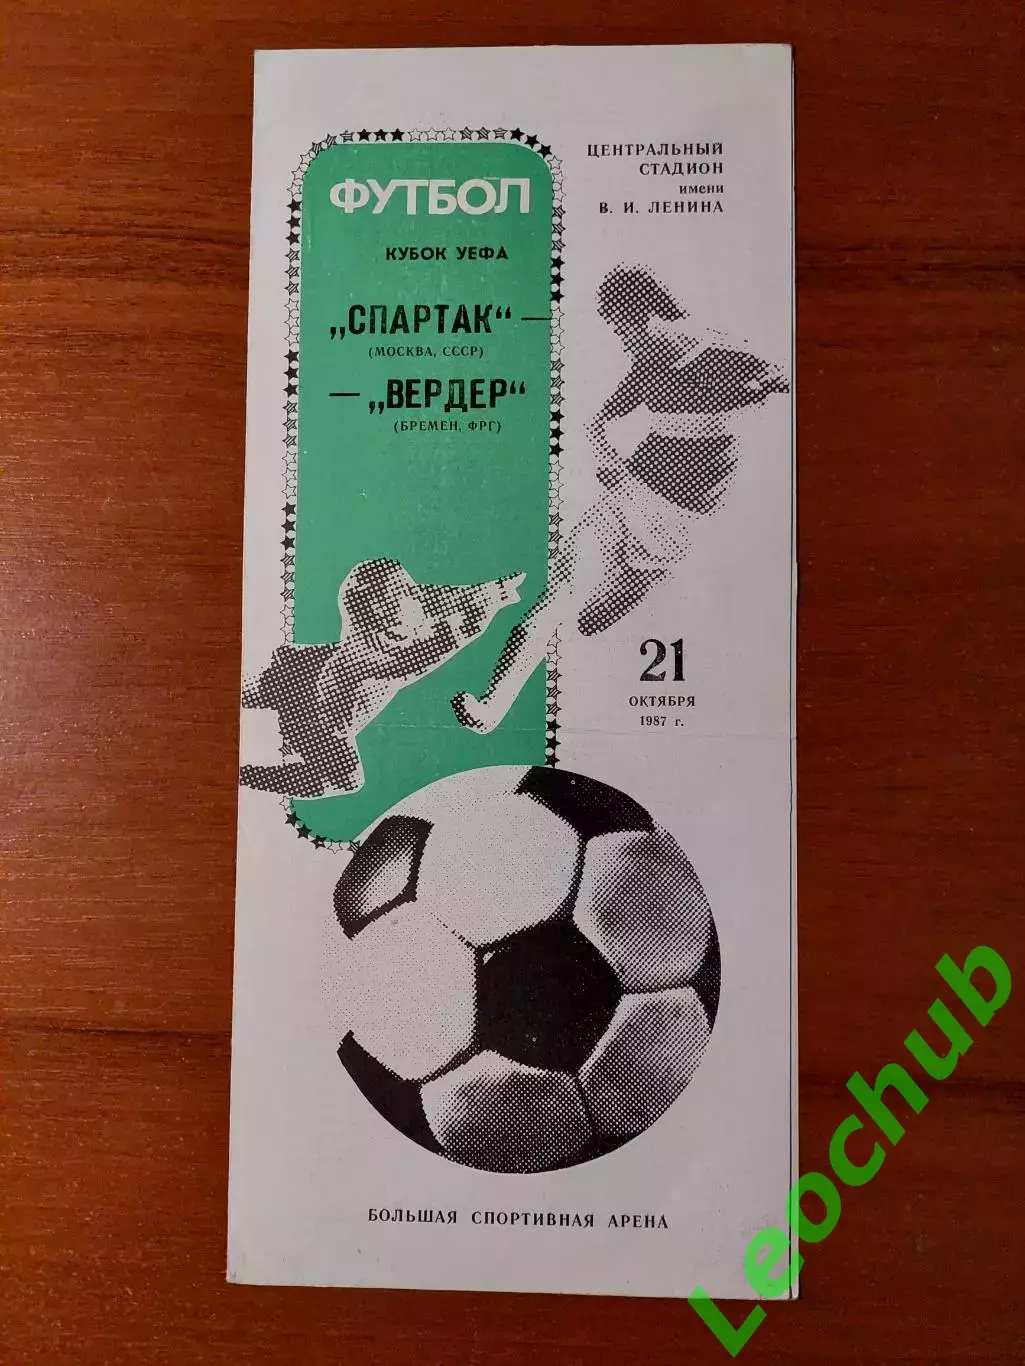 ФУТБОЛ
КУБОК УЕФА
„СПАРТАК“ —
(МОСКВА, СССР)
— „ВЕРДЕР“
(БРЕМЕН, ФРГ)
ЦЕНТРАЛЬНЫЙ
СТАДИОН
имени
В. И. ЛЕНИНА
21
ОКТЯБРЯ
1987 г.
БОЛЬШАЯ СПОРТИВНАЯ АРЕНА
Leochub